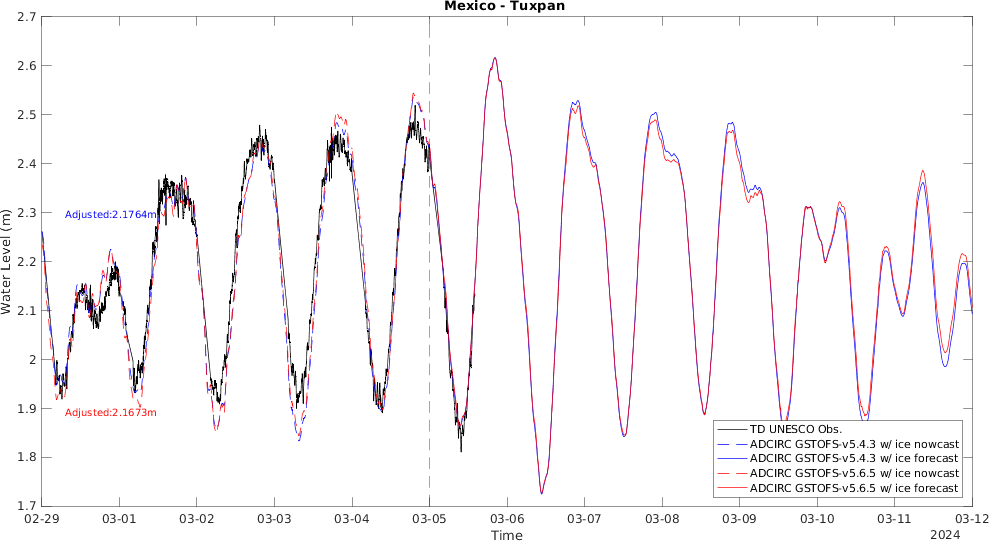 Mexico - Tuxpan
2.7
2.6
2.5
2.4
2.3
2.2
2.1
2
1.9
1.8
1.7
Water Level (m)
Adjusted:2.1764m
Adjusted:2.1673m
TD UNESCO Obs.
ADCIRC GSTOFS-v5.4.3 w/ ice nowcast
ADCIRC GSTOFS-v5.4.3 w/ ice forecast
ADCIRC GSTOFS-v5.6.5 w/ ice nowcast
ADCIRC GSTOFS-v5.6.5 w/ ice forecast
02-29 03-01 03-02 03-03 03-04 03-05 03-06 03-07 03-08 03-09 03-10 03-11 03-12
Time
2024